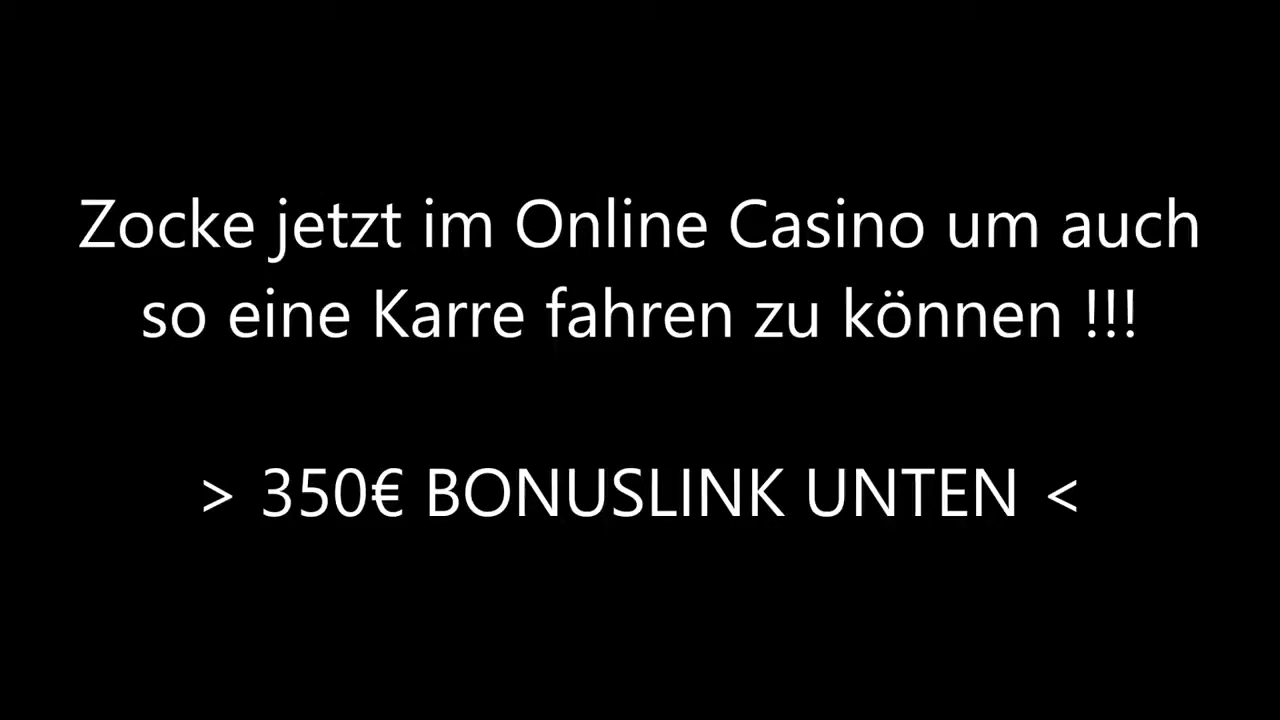 Zocke jetzt im Online Casino um auch
so eine Karre fahren zu können !!!
> 350€ BONUSLINK UNTEN <